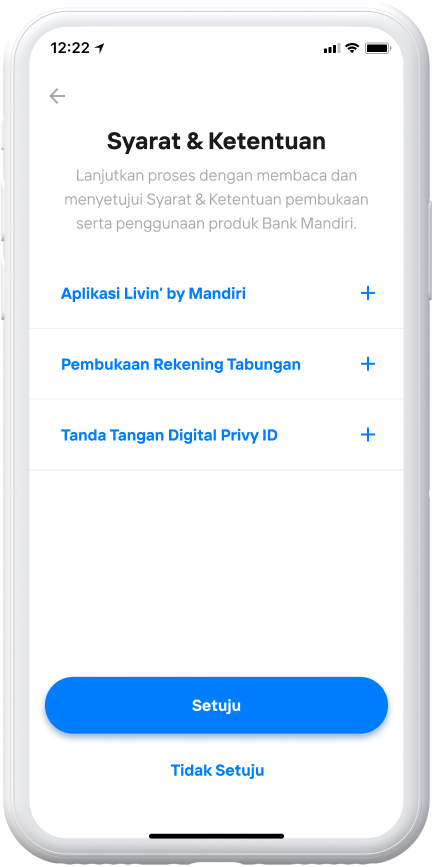 12:22
Syarat & Ketentuan
Lanjutkan proses dengan membaca dan
menyetujui Syarat & Ketentuan pembukaan
serta penggunaan produk Bank Mandiri.
Aplikasi Livin' by Mandiri
Pembukaan Rekening Tabungan
Tanda Tangan Digital Privy ID
Setuju
Tidak Setuju